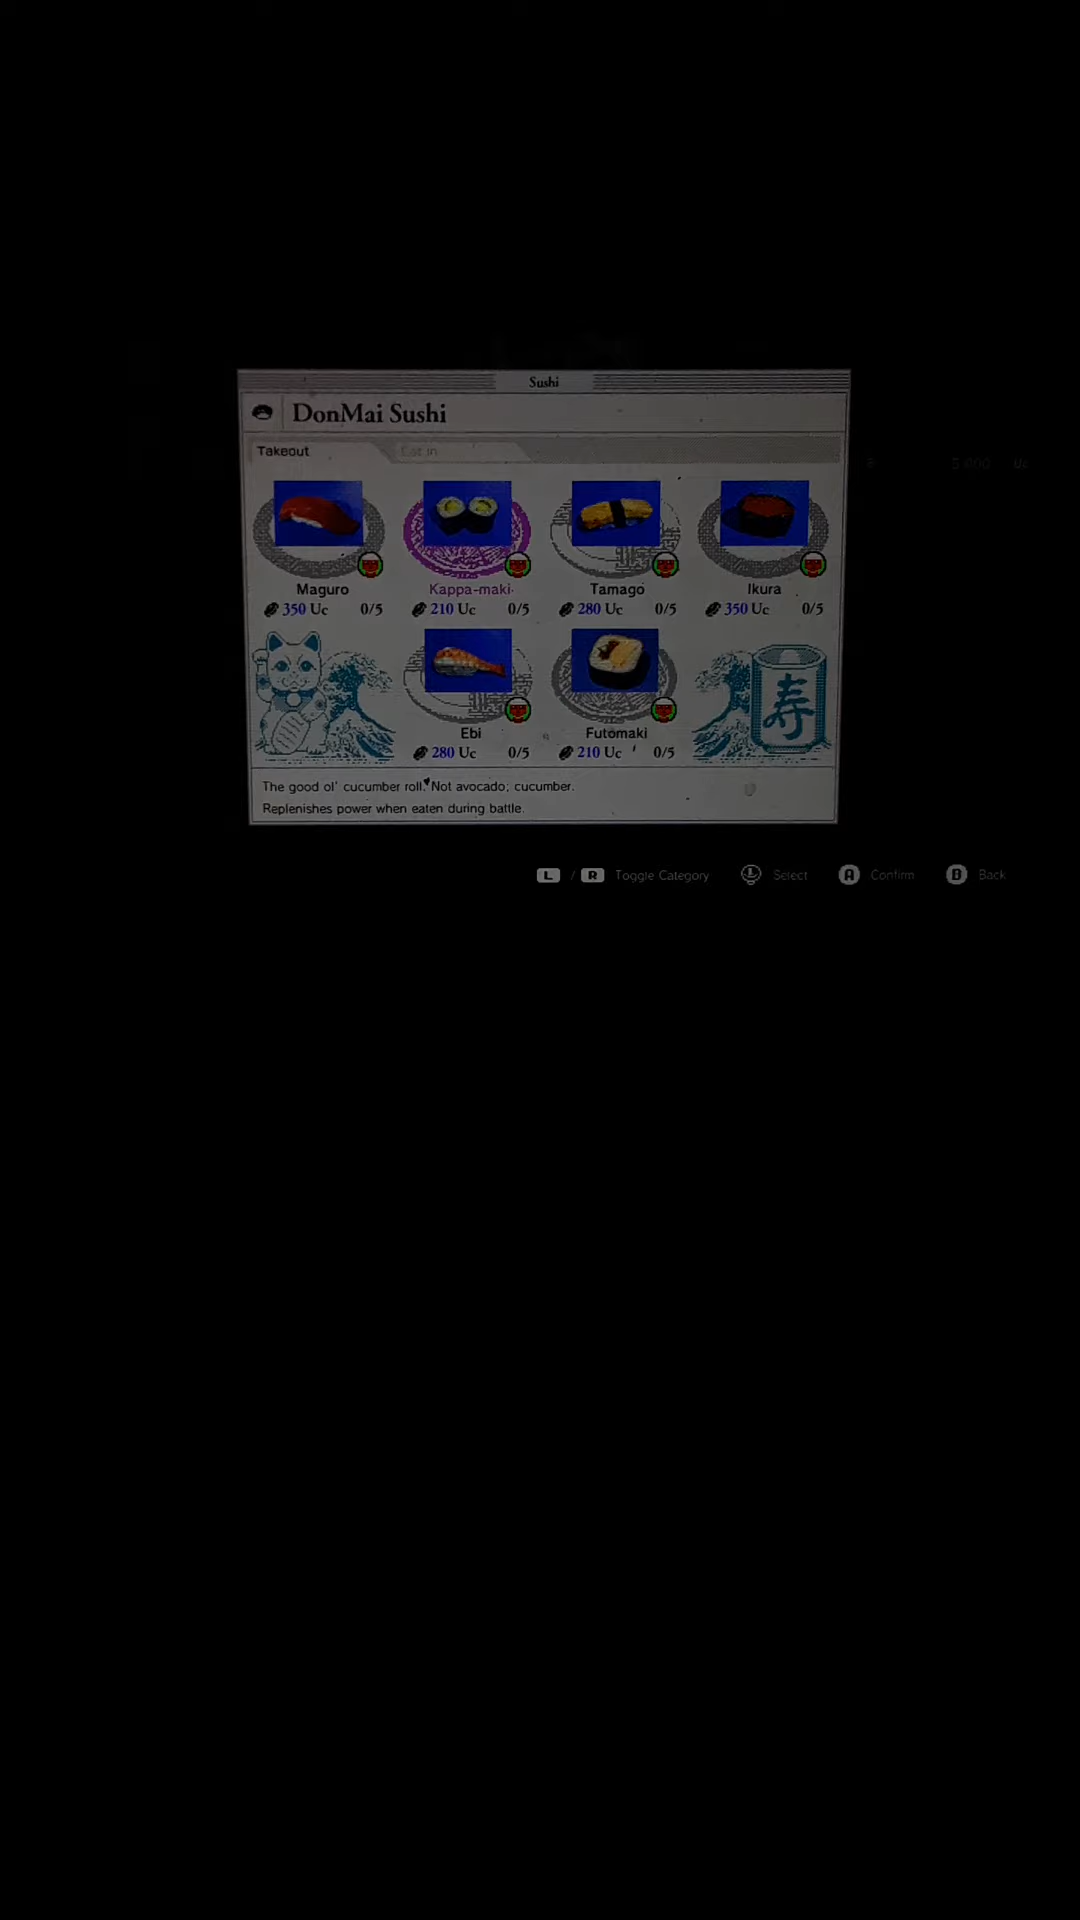 Sushi
DonMai Sushi
Takeout Eat in
Maguro Kappa-maki Tamago Ikura
350 Uc 0/5 210 Uc 0/5 280 Uc 0/5 350 Uc 0/5
Ebi Futomaki
280 Uc 0/5 210 Uc 0/5
寿
The good ol' cucumber roll. Not avocado; cucumber.
Replenishes power when eaten during battle.
L / R Toggle Category Select A Confirm B Back